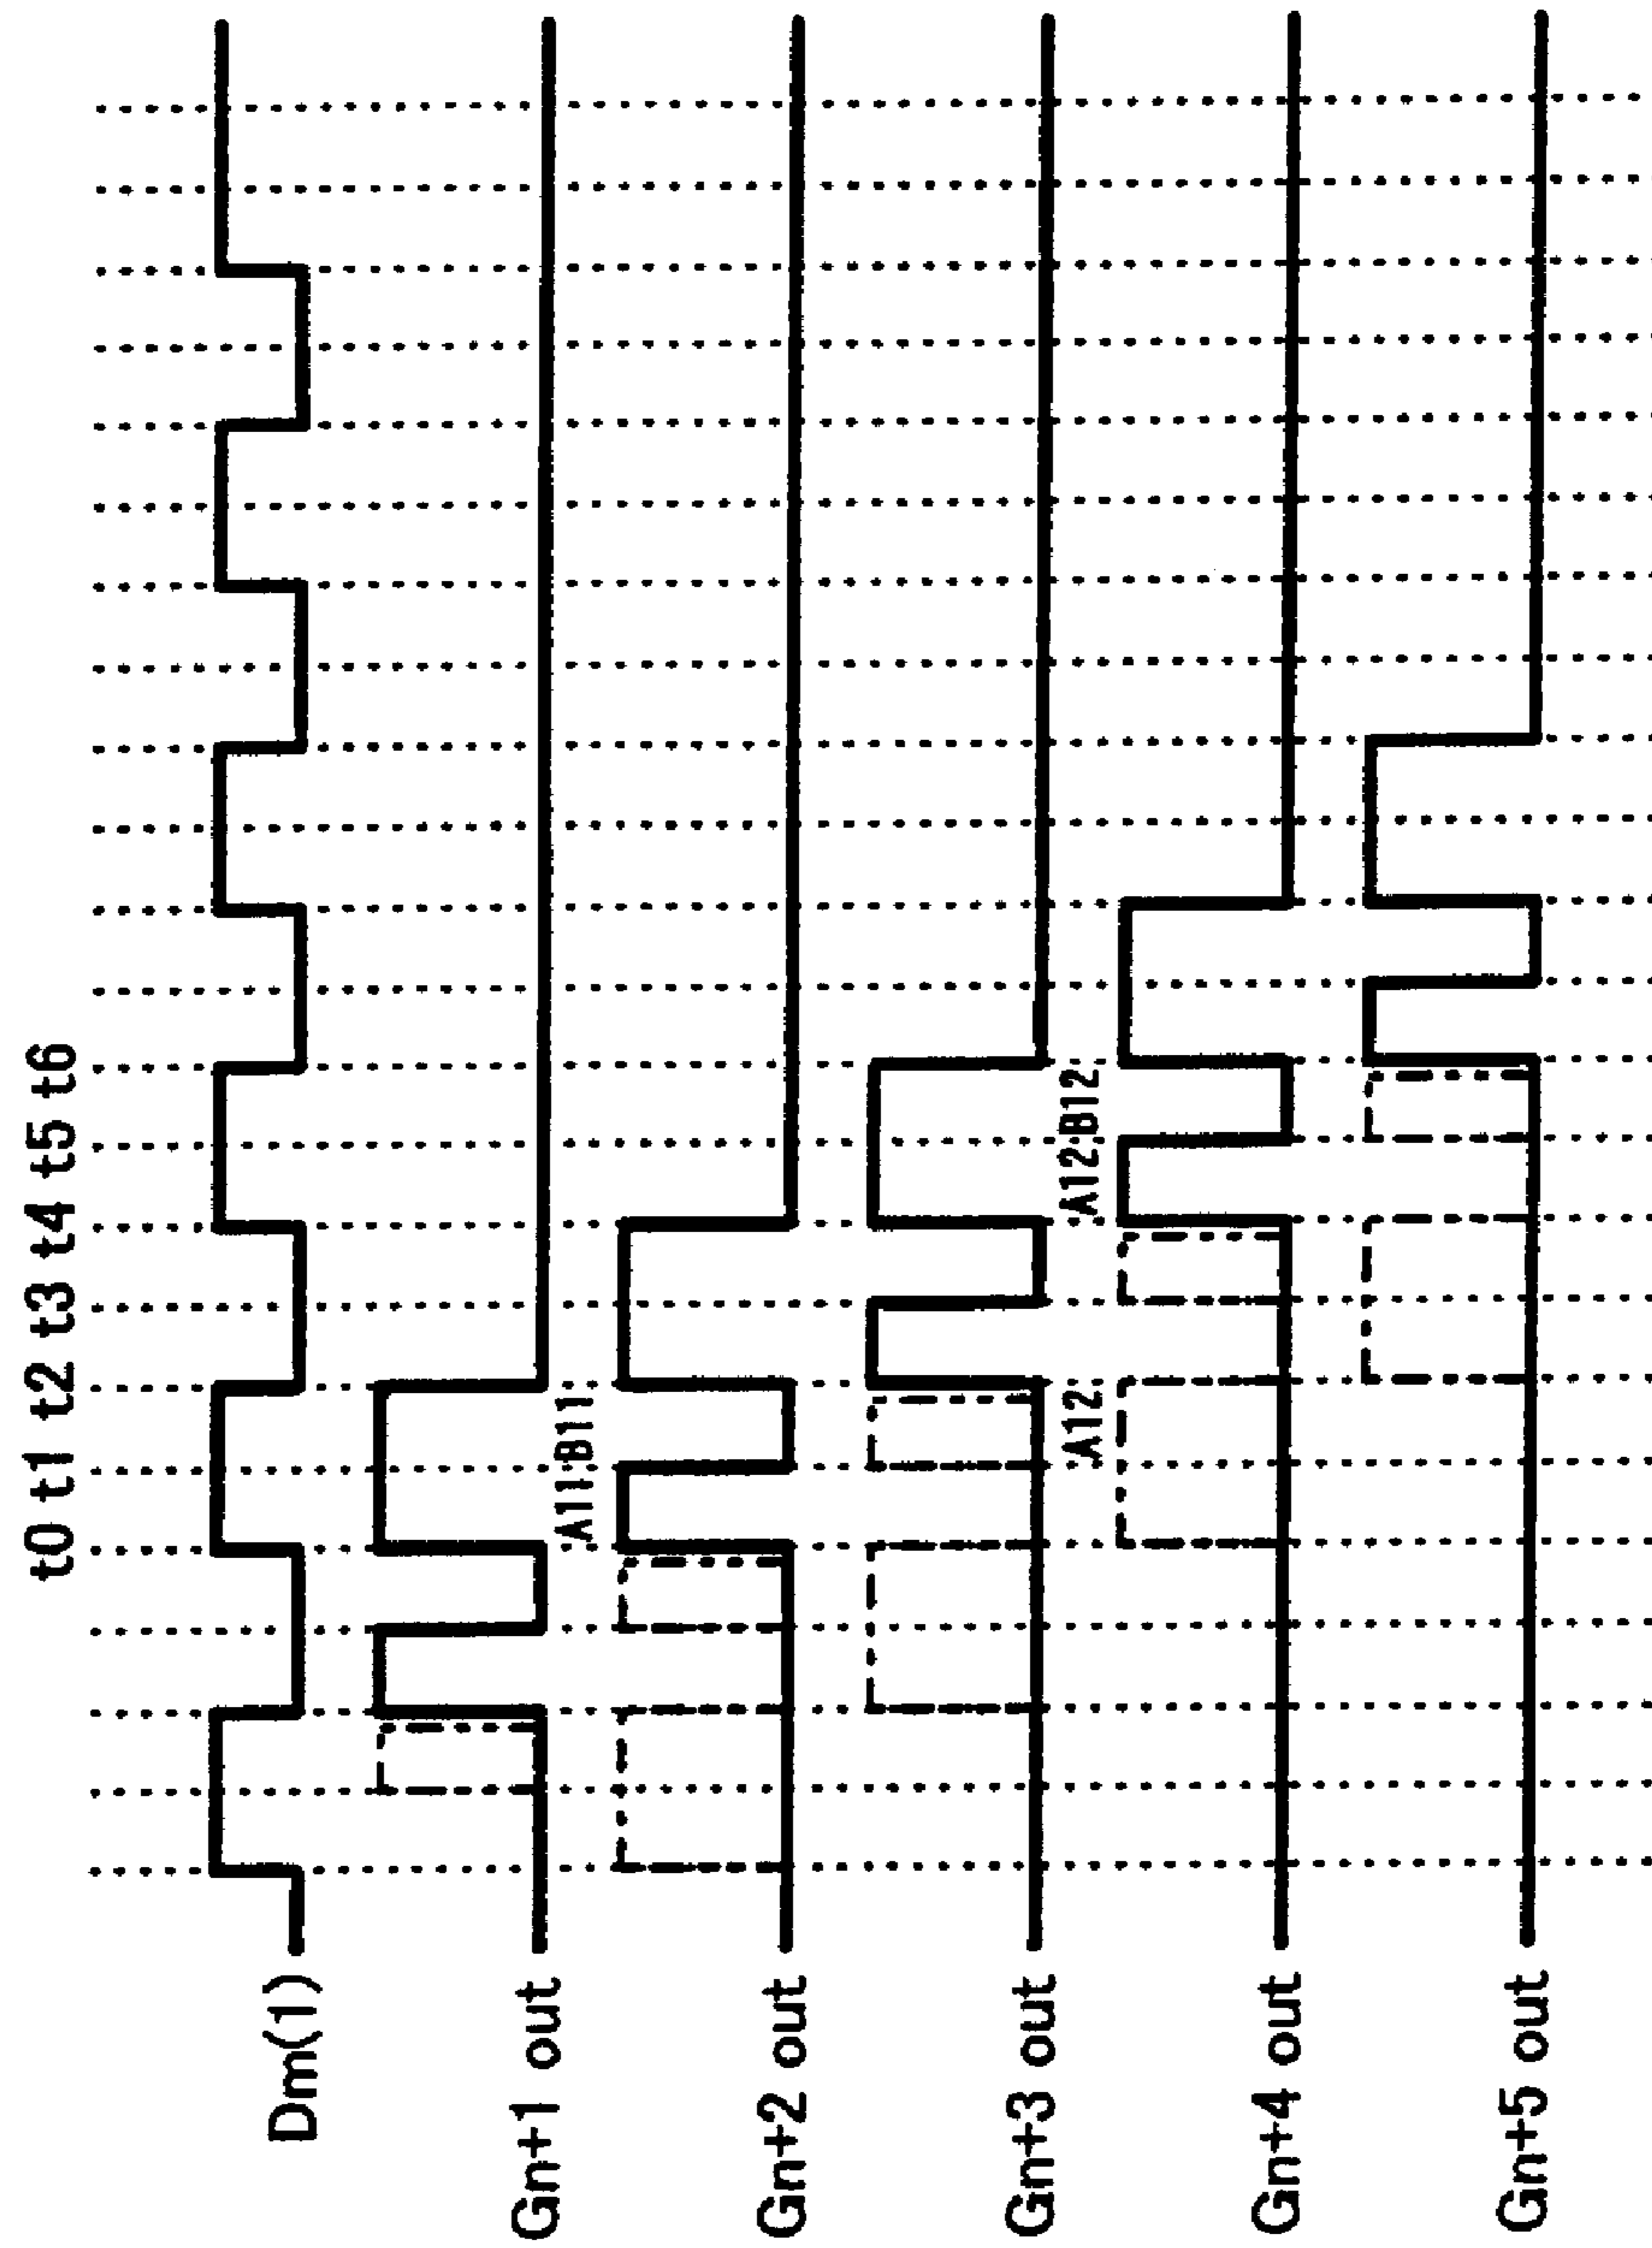 t0 t1 t2 t3 t4 t5 t6
Dm(1)
Gn+1 out
A11 B11
Gn+2 out
Gn+3 out
A12 A12 B12
Gn+4 out
Gn+5 out